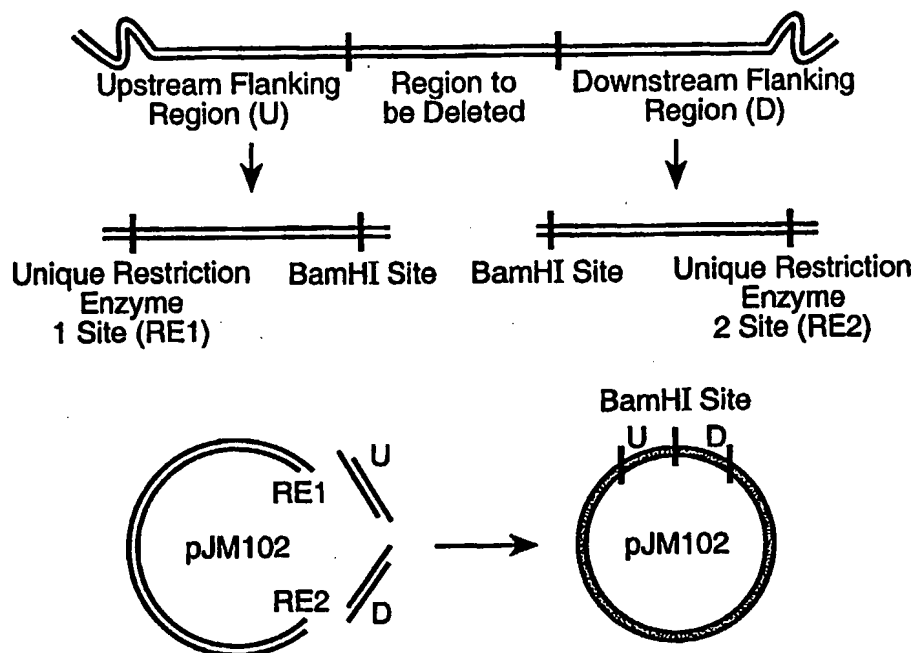 Upstream Flanking
Region (U)
Region to
be Deleted
Downstream Flanking
Region (D)
Unique Restriction
Enzyme
1 Site (RE1)
BamHI Site
BamHI Site
Unique Restriction
Enzyme
2 Site (RE2)
RE1
U
pJM102
RE2
D
BamHI Site
U
D
pJM102